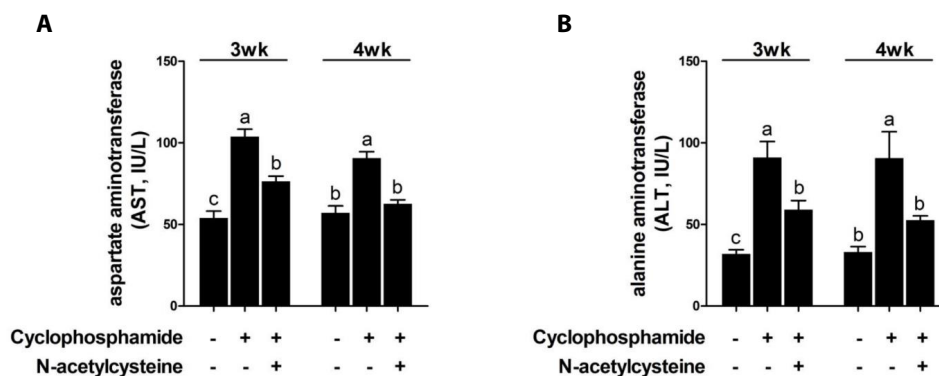 A
3wk 4wk
aspartate aminotransferase
(AST, IU/L)
150
100
50
0
c a b b a b
Cyclophosphamide - + + - + +
N-acetylcysteine - - + - - +
B
3wk 4wk
alanine aminotransferase
(ALT, IU/L)
150
100
50
0
c a b b a b
Cyclophosphamide - + + - + +
N-acetylcysteine - - + - - +